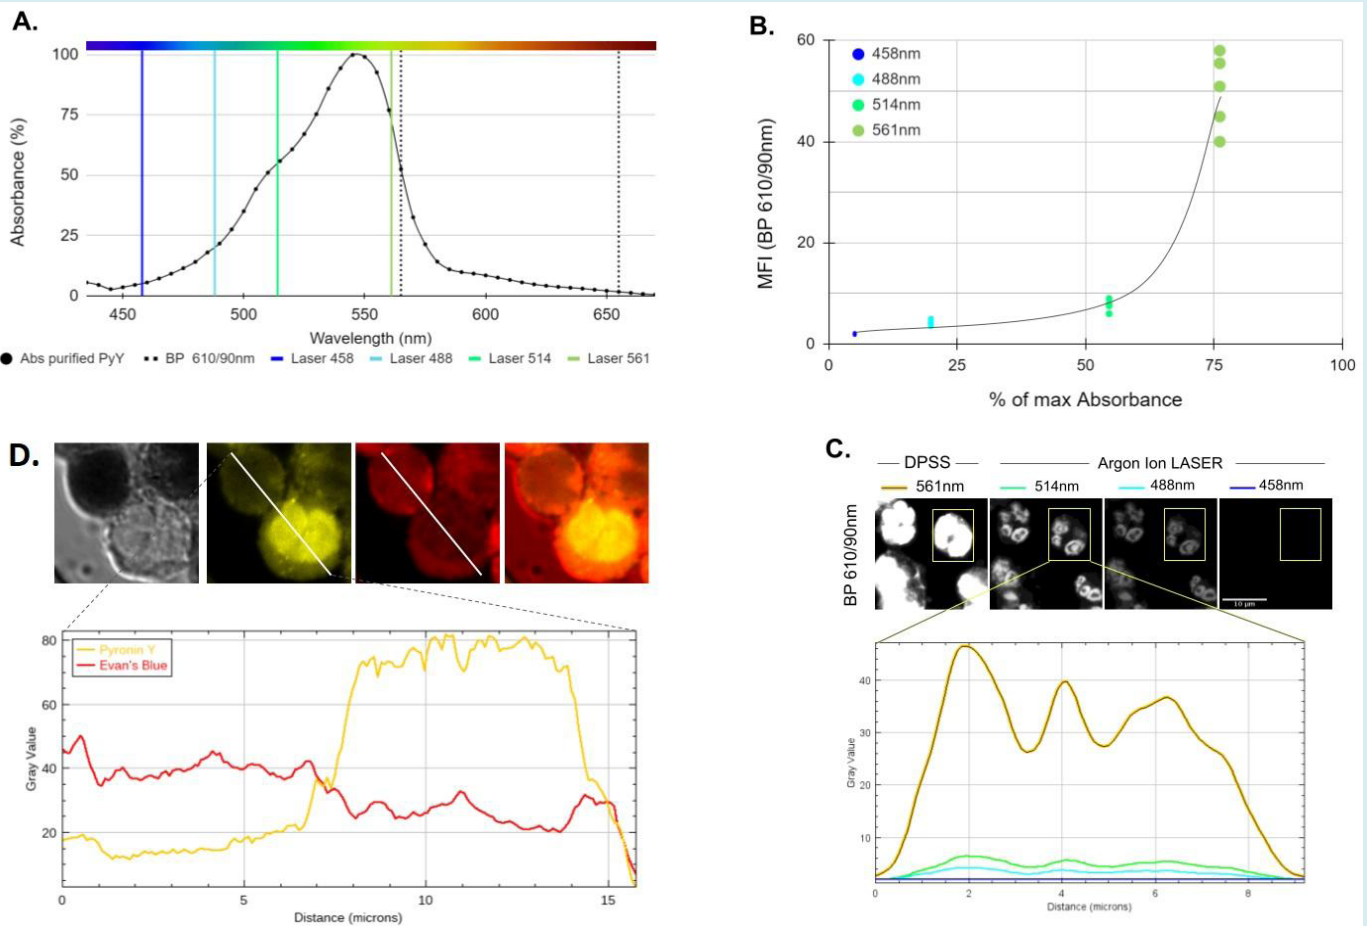 A.
100
75
50
25
0
Absorbance (%)
450
500
550
600
650
Wavelength (nm)
Abs purified PyY
BP 610/90nm
Laser 458
Laser 488
Laser 514
Laser 561
B.
458nm
488nm
514nm
561nm
60
40
20
0
MFI (BP 610/90nm)
0
25
50
75
100
% of max Absorbance
D.
Pyronin Y
Evan's Blue
80
60
40
20
Gray Value
0
5
10
15
Distance (microns)
C.
DPSS
Argon Ion LASER
561nm
514nm
488nm
458nm
BP 610/90nm
10 µm
40
30
20
10
Gray Value
0
2
4
6
8
Distance (microns)